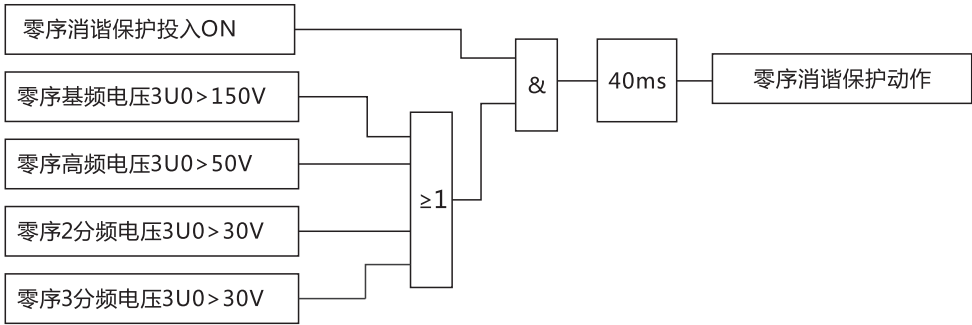 零序消谐保护投入ON
零序基频电压3U0>150V
零序高频电压3U0>50V
零序2分频电压3U0>30V
零序3分频电压3U0>30V
≥1
&
40ms
零序消谐保护动作